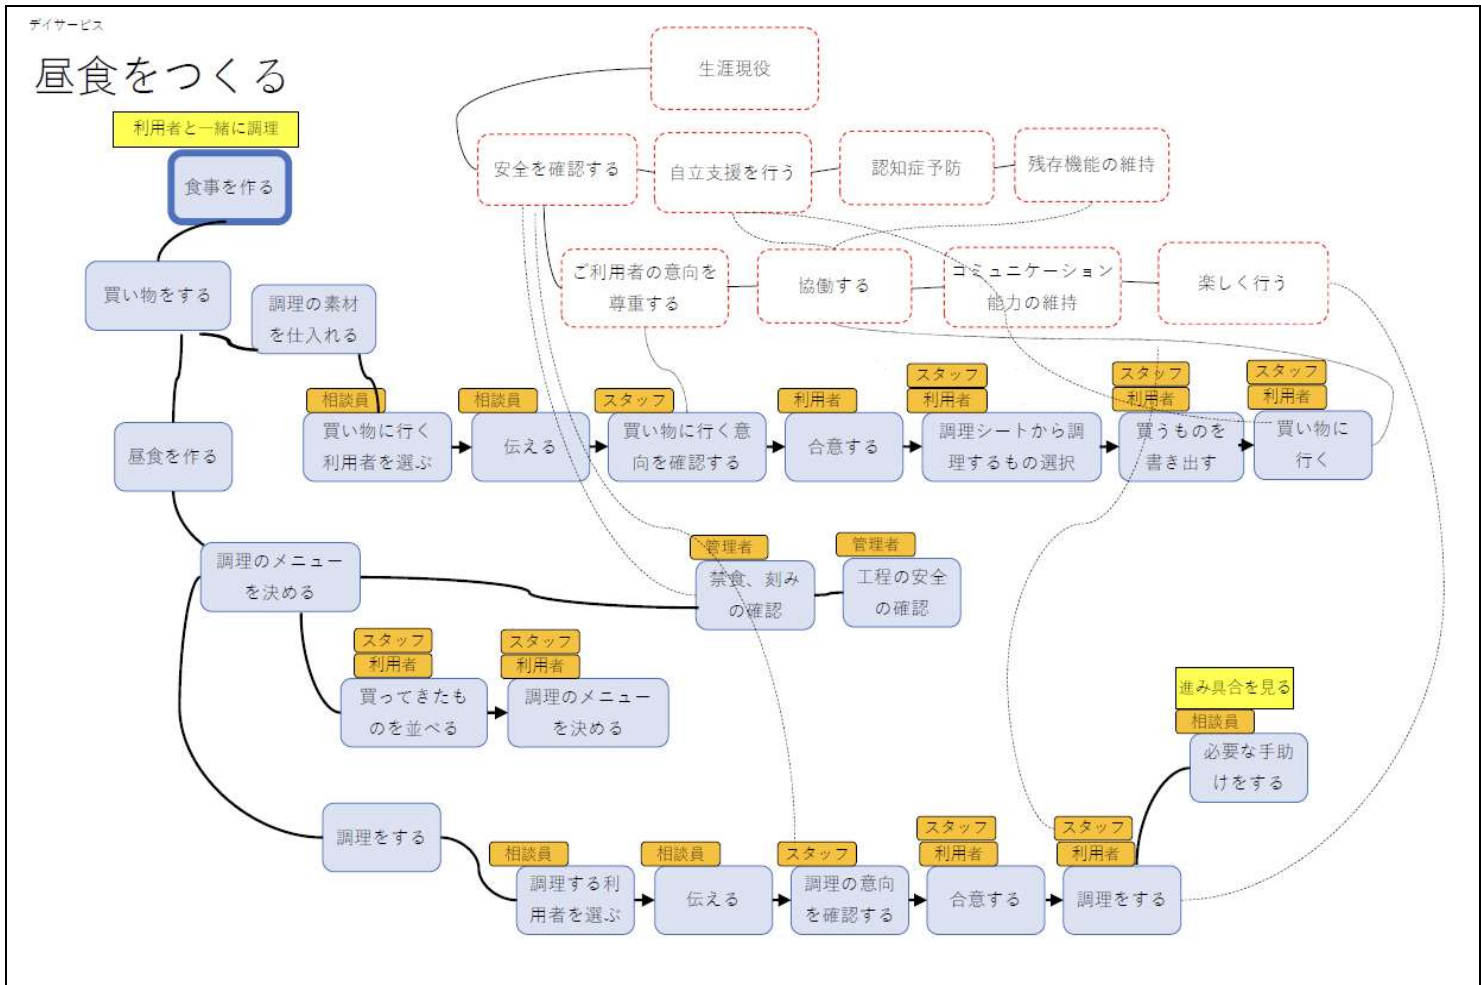 デイサービス
昼食をつくる
利用者と一緒に調理
食事を作る
生涯現役
安全を確認する
自立支援を行う
認知症予防
残存機能の維持
買い物をする
調理の素材
を仕入れる
ご利用者の意向を
尊重する
協働する
コミュニケーション
能力の維持
楽しく行う
昼食を作る
相談員
買い物に行く
利用者を選ぶ
相談員
伝える
スタッフ
買い物に行く意
向を確認する
利用者
合意する
スタッフ
利用者
調理シートから調
理するもの選択
スタッフ
利用者
買うものを
書き出す
スタッフ
利用者
買い物に
行く
調理のメニュー
を決める
管理者
禁食、刻み
の確認
管理者
工程の安全
の確認
スタッフ
利用者
買ってきたも
のを並べる
スタッフ
利用者
調理のメニュー
を決める
進み具合を見る
相談員
必要な手助
けをする
調理をする
相談員
調理する利
用者を選ぶ
相談員
伝える
スタッフ
調理の意向
を確認する
スタッフ
利用者
合意する
スタッフ
利用者
調理をする